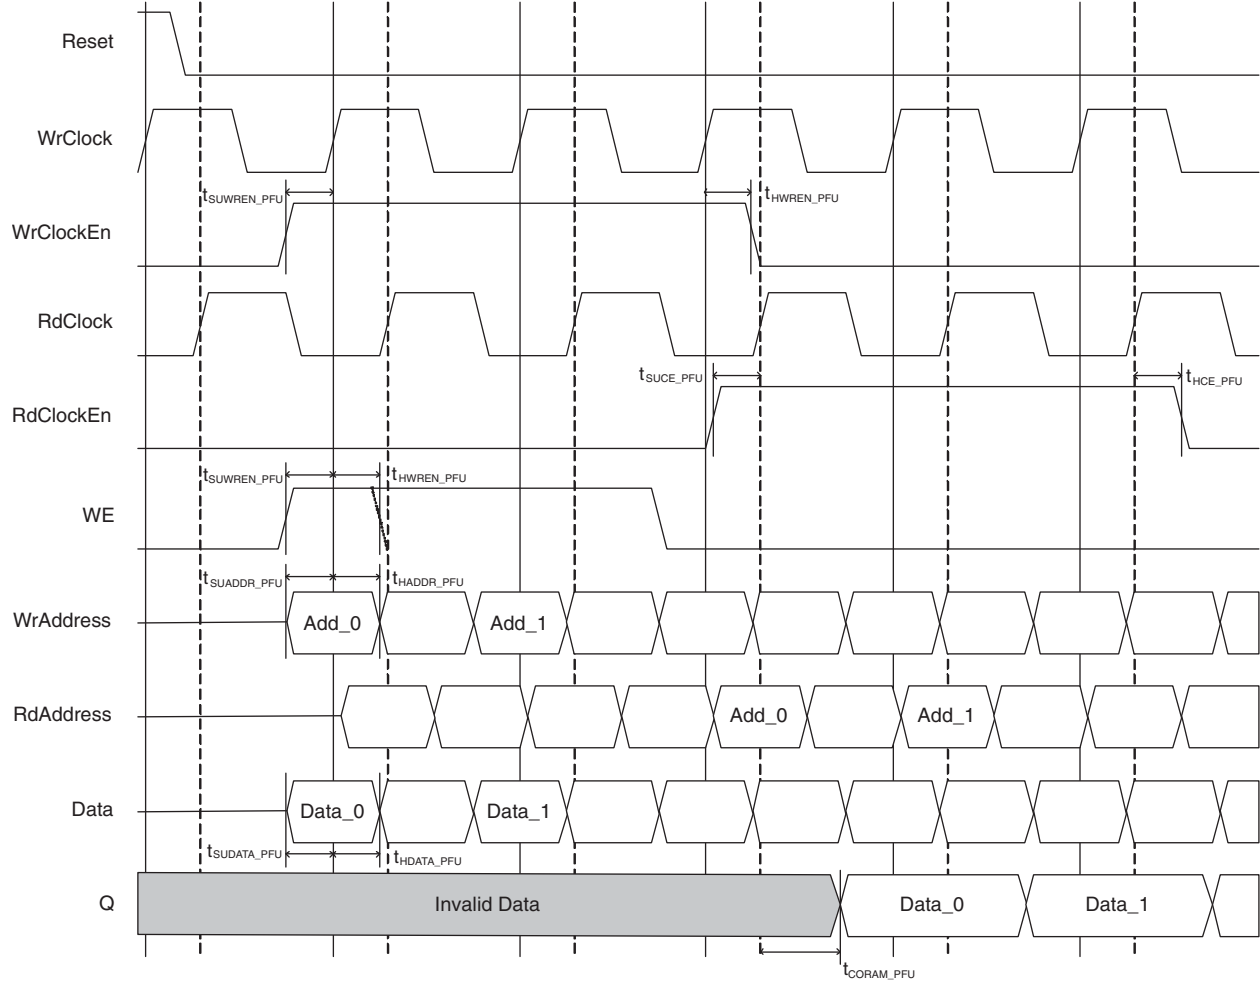 Reset
WrClock
tSUWREN_PFU tHWREN_PFU
WrClockEn
RdClock
tSUCE_PFU tHCE_PFU
RdClockEn
tSUWREN_PFU tHWREN_PFU
WE
tSUADDR_PFU tHADDR_PFU
WrAddress Add_0 Add_1
RdAddress Add_0 Add_1
Data Data_0 Data_1
tSUDATA_PFU tHDATA_PFU
Q Invalid Data Data_0 Data_1
tCORAM_PFU